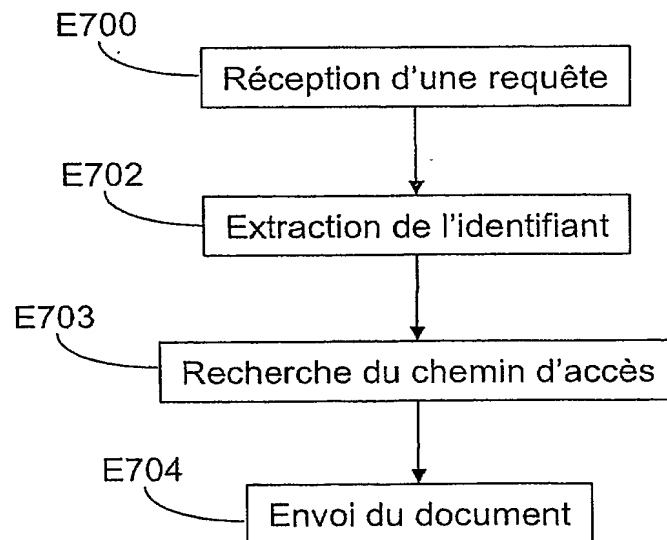 E700
Réception d'une requête
E702
Extraction de l'identifiant
E703
Recherche du chemin d'accès
E704
Envoi du document